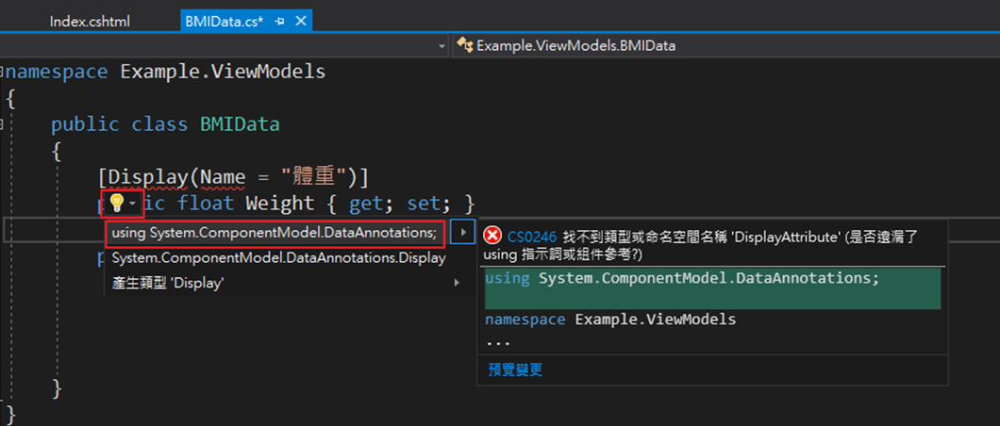 Index.cshtml
BMIData.cs*
Example.ViewModels.BMIData
namespace Example.ViewModels
{
public class BMIData
{
[Display(Name = "體重")]
ic float Weight { get; set; }
using System.ComponentModel.DataAnnotations;
System.ComponentModel.DataAnnotations.Display
產生類型 'Display'
CS0246 找不到類型或命名空間名稱 'DisplayAttribute' (是否遺漏了
using 指示詞或組件參考?)
using System.ComponentModel.DataAnnotations;
namespace Example.ViewModels
...
預覽變更
}
}